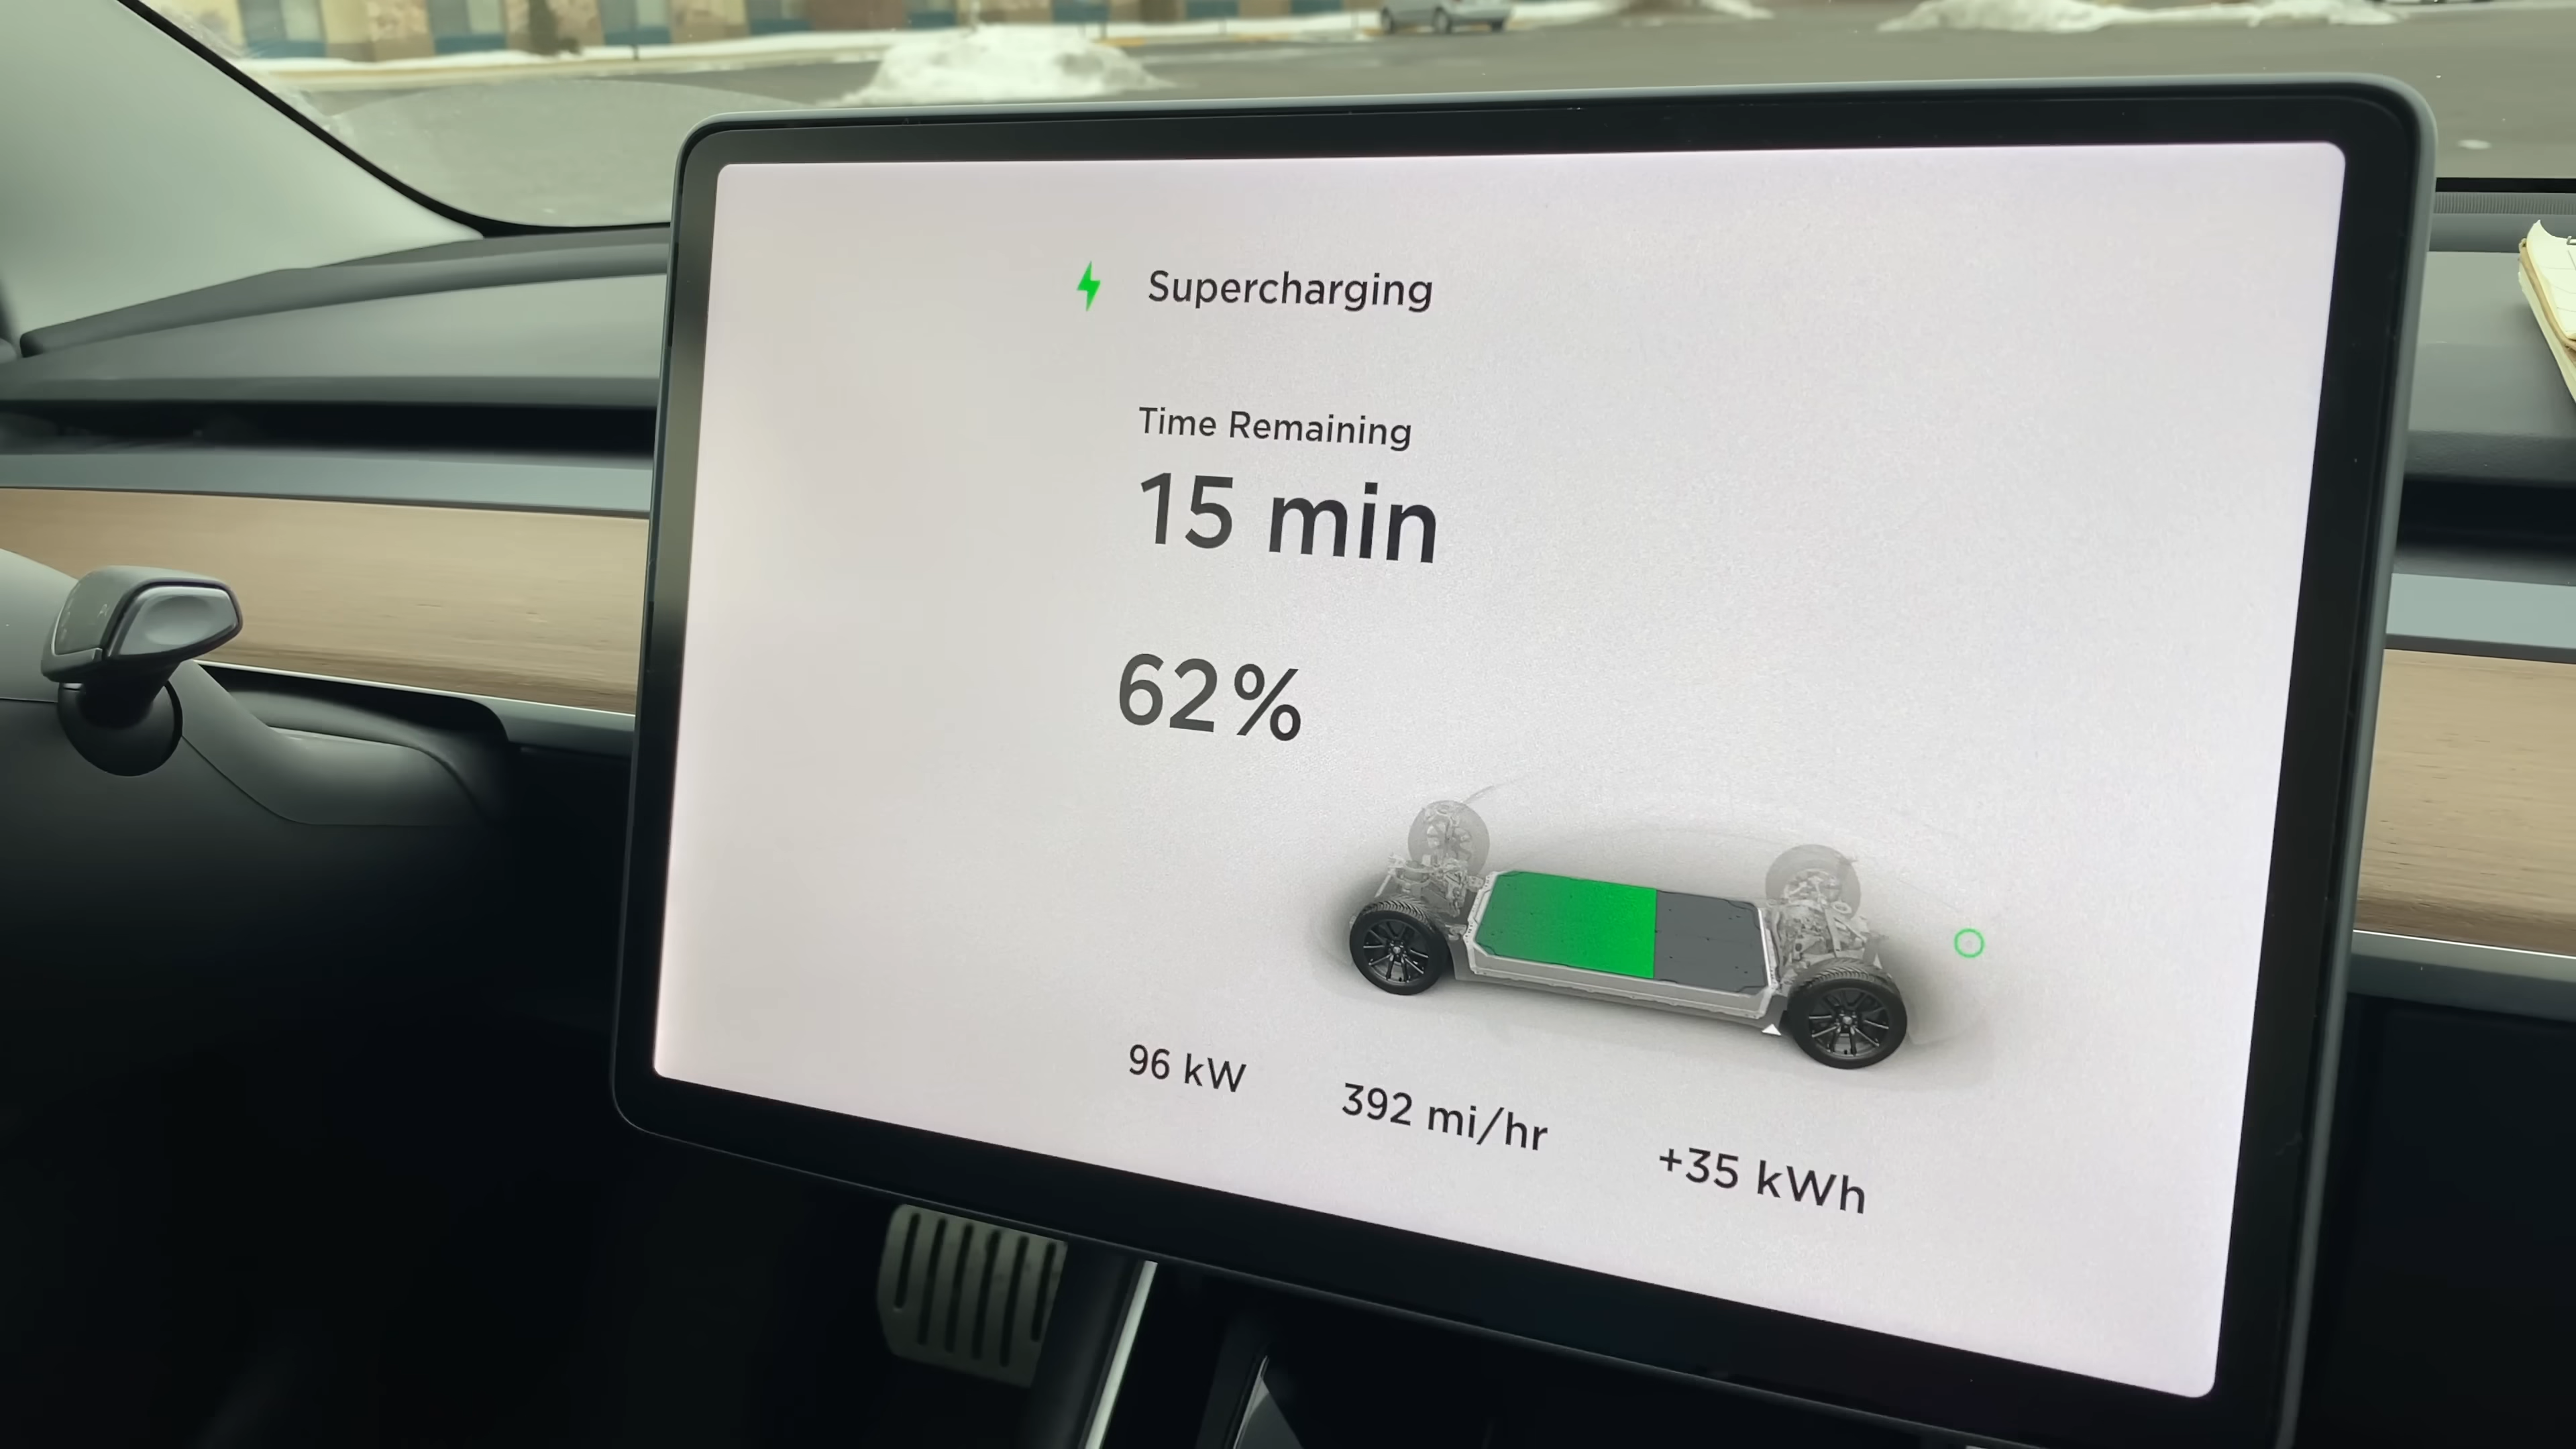 Supercharging
Time Remaining
15 min
62%
96 kW
392 mi/hr
+35 kWh